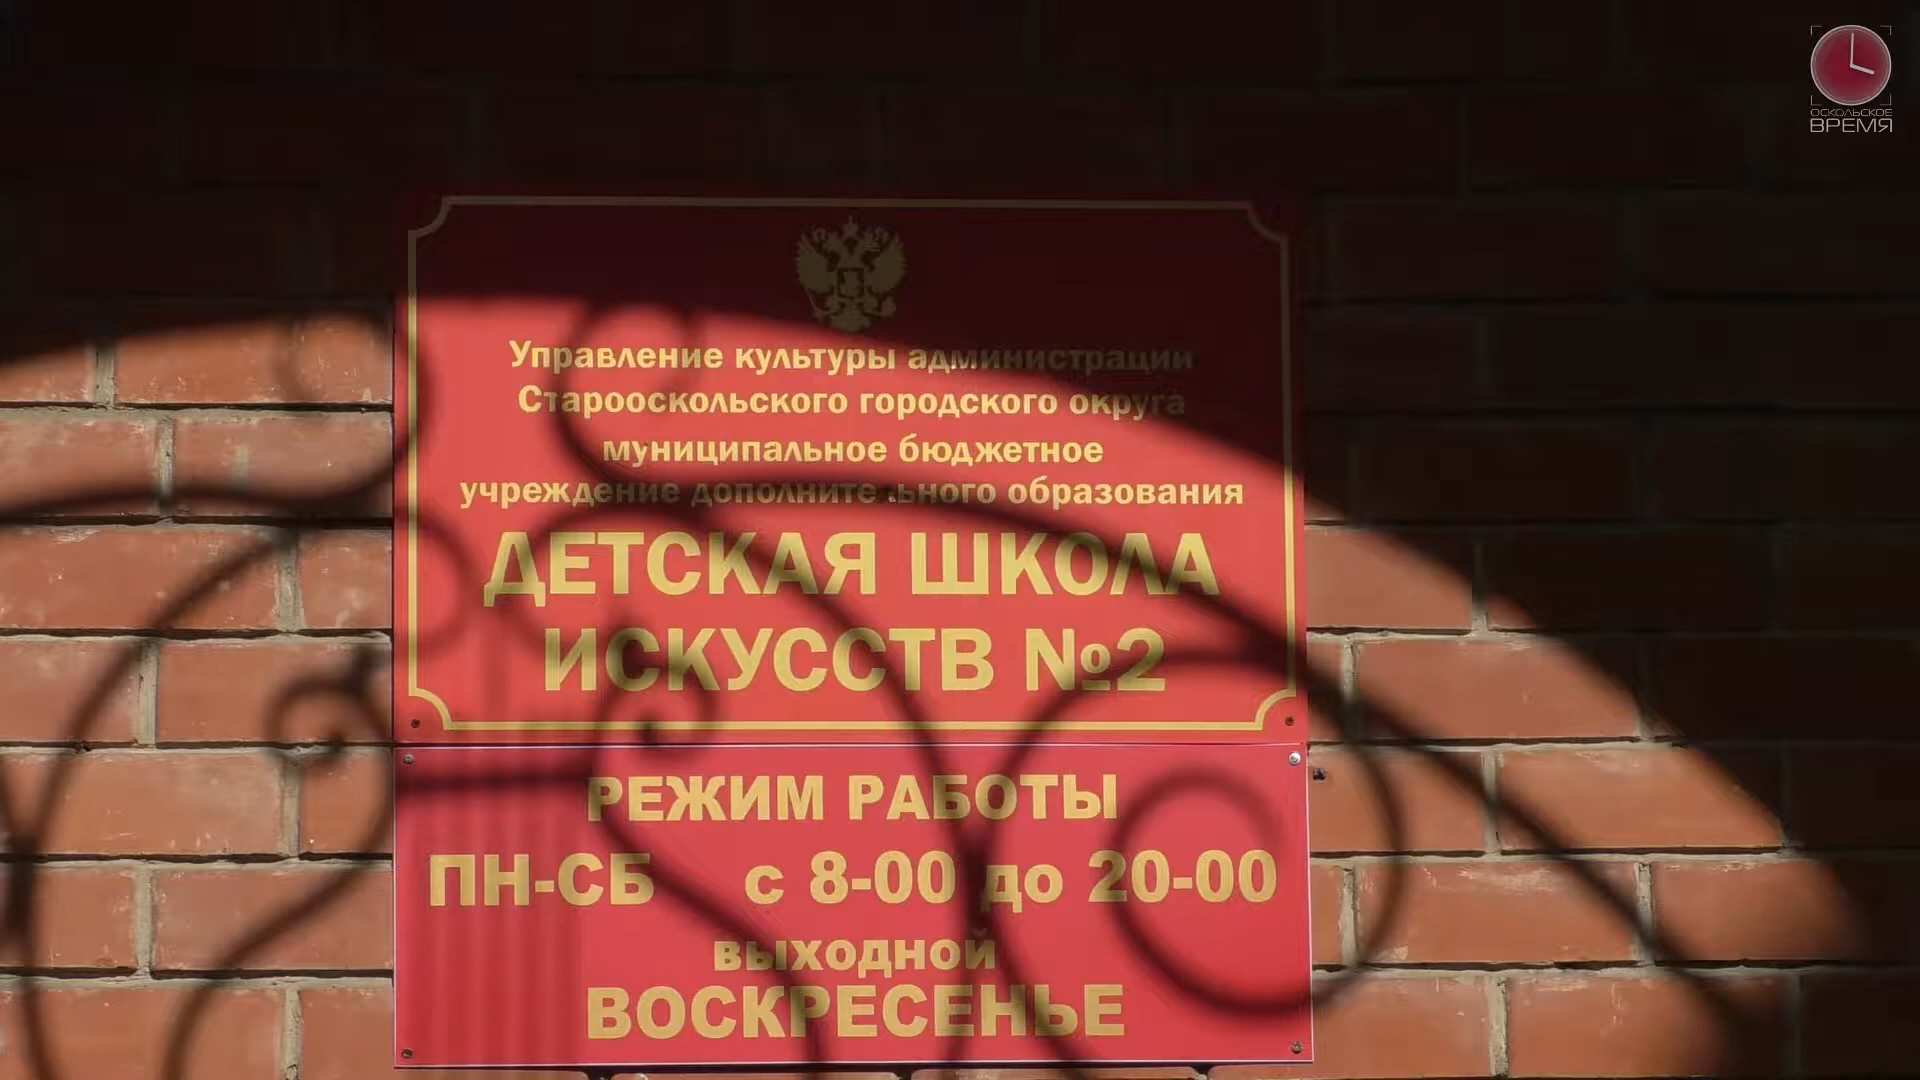 ОСКОЛЬСКОЕ
ВРЕМЯ
Управление культуры администрации
Старооскольского городского округа
муниципальное бюджетное
учреждение дополнительного образования
ДЕТСКАЯ ШКОЛА
ИСКУССТВ №2
РЕЖИМ РАБОТЫ
ПН-СБ с 8-00 до 20-00
выходной
ВОСКРЕСЕНЬЕ